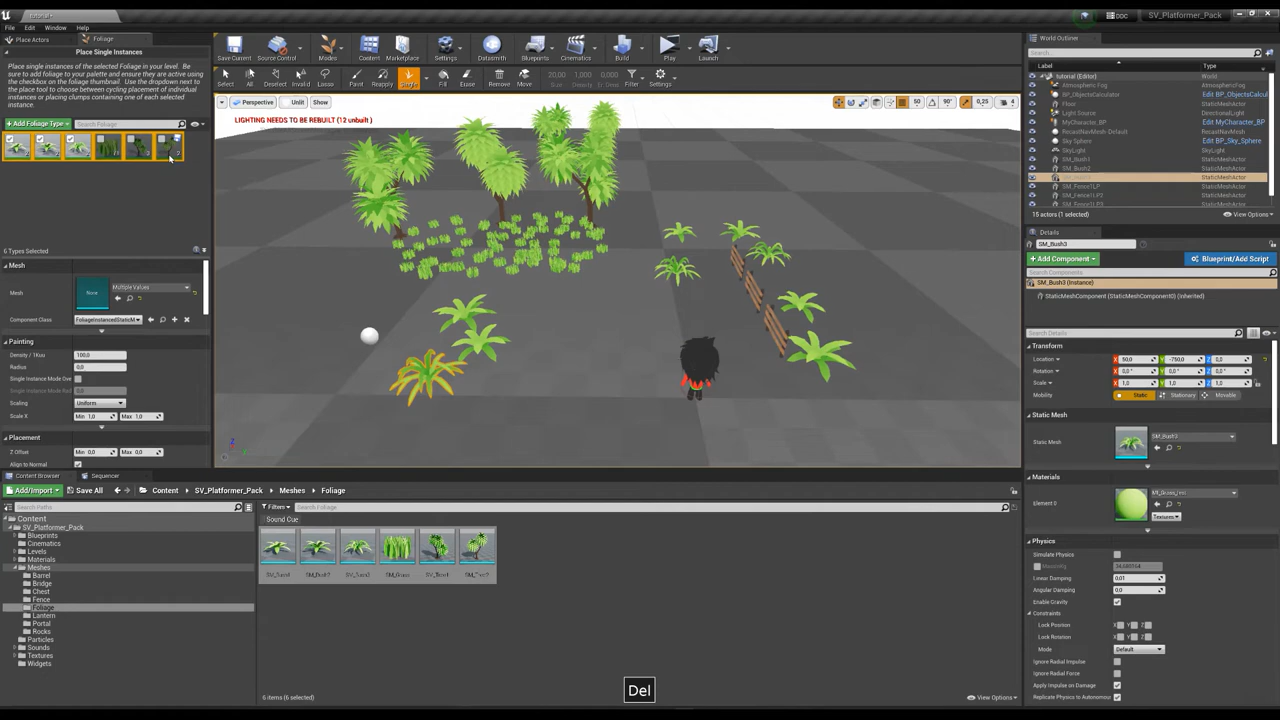 tutorial*
SV_Platformer_Pack
DDC
File Edit Window Help
Place Actors
Foliage
Place Single Instances
Place single instances of the selected Foliage in your level. Be sure to add foliage to your palette and ensure they are active using the checkbox on the foliage thumbnail. Use the dropdown next to the place tool to choose between cycling placement of individual instances or placing clumps containing one of each selected instance.
+Add Foliage Type
Search Foliage
6 Types Selected
Mesh
Mesh
None
Multiple Values
Component Class
FoliageInstancedStaticM
Painting
Density / 1Kuu
100,0
Radius
0,0
Single Instance Mode Ove
Scaling
Uniform
Scale X
Min 1,0
Max 1,0
Placement
Z Offset
Min 0,0
Max 0,0
Align to Normal
Save Current
Source Control
Modes
Content
Marketplace
Settings
Datasmith
Blueprints
Cinematics
Build
Play
Launch
Select
All
Deselect
Invalid
Lasso
Paint
Reapply
Single
Fill
Erase
Remove
Move
20,00
1,000
Filter
Settings
Perspective
Unlit
Show
50
90°
0,25
4
LIGHTING NEEDS TO BE REBUILT (12 unbuilt)
World Outliner
Search...
Label
Type
tutorial (Editor)
World
Atmospheric Fog
AtmosphericFog
BP_ObjectsCalculator
Edit BP_ObjectsCalcul
Floor
StaticMeshActor
Light Source
DirectionalLight
MyCharacter_BP
Edit MyCharacter_BP
RecastNavMesh-Default
RecastNavMesh
Sky Sphere
Edit BP_Sky_Sphere
SkyLight
SkyLight
SM_Bush1
StaticMeshActor
SM_Bush2
StaticMeshActor
StaticMeshActor
SM_Fence1LP
StaticMeshActor
SM_Fence1LP2
StaticMeshActor
SM_Fence1LP3
StaticMeshActor
15 actors (1 selected)
View Options
Details
SM_Bush3
+Add Component
Blueprint/Add Script
Search Components
SM_Bush3 (Instance)
StaticMeshComponent (StaticMeshComponent0) (Inherited)
Search Details
Transform
Location
X 50,0
Y -750,0
Z 0,0
Rotation
X 0,0°
Y 0,0°
Z 0,0°
Scale
X 1,0
Y 1,0
Z 1,0
Mobility
Static
Stationary
Movable
Static Mesh
Static Mesh
SM_Bush3
Materials
Element 0
Textures
Physics
Simulate Physics
Linear Damping
0,01
Angular Damping
0,0
Enable Gravity
Constraints
Lock Position
X
Y
Z
Lock Rotation
X
Y
Z
Mode
Default
Ignore Radial Impulse
Ignore Radial Force
Apply Impulse on Damage
Replicate Physics to Autonomous
Content Browser
Sequencer
Add/Import
Save All
Content
SV_Platformer_Pack
Meshes
Foliage
Search Paths
Filters
Search Foliage
Sound Cue
Content
SV_Platformer_Pack
Blueprints
Cinematics
Levels
Materials
Meshes
Barrel
Bridge
Chest
Fence
Foliage
Lantern
Portal
Rocks
Particles
Sounds
Textures
Widgets
SM_Grass
6 items (6 selected)
View Options
Del